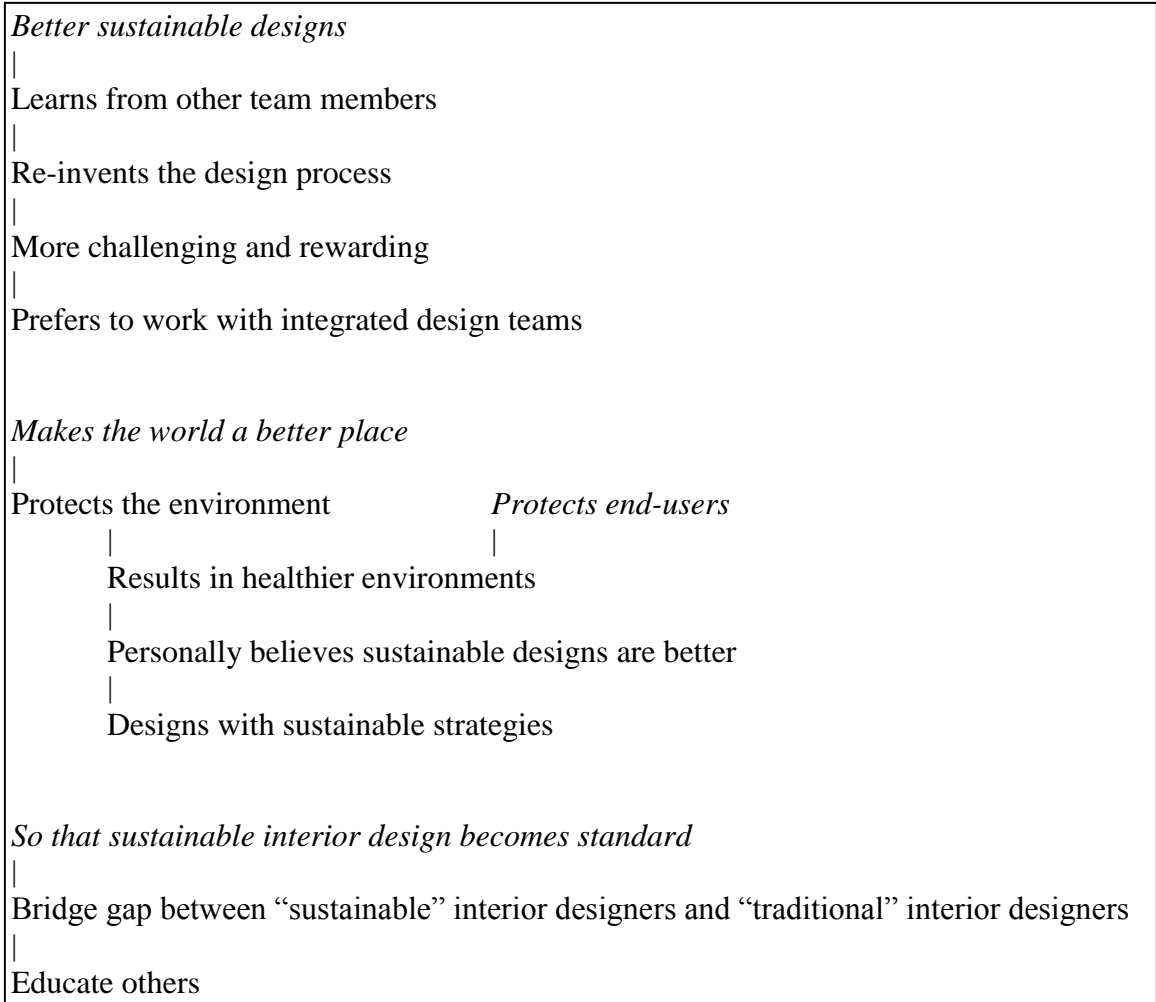 Better sustainable designs
|
Learns from other team members
|
Re-invents the design process
|
More challenging and rewarding
|
Prefers to work with integrated design teams
Makes the world a better place
|
Protects the environment Protects end-users
| |
Results in healthier environments
|
Personally believes sustainable designs are better
|
Designs with sustainable strategies
So that sustainable interior design becomes standard
|
Bridge gap between “sustainable” interior designers and “traditional” interior designers
|
Educate others